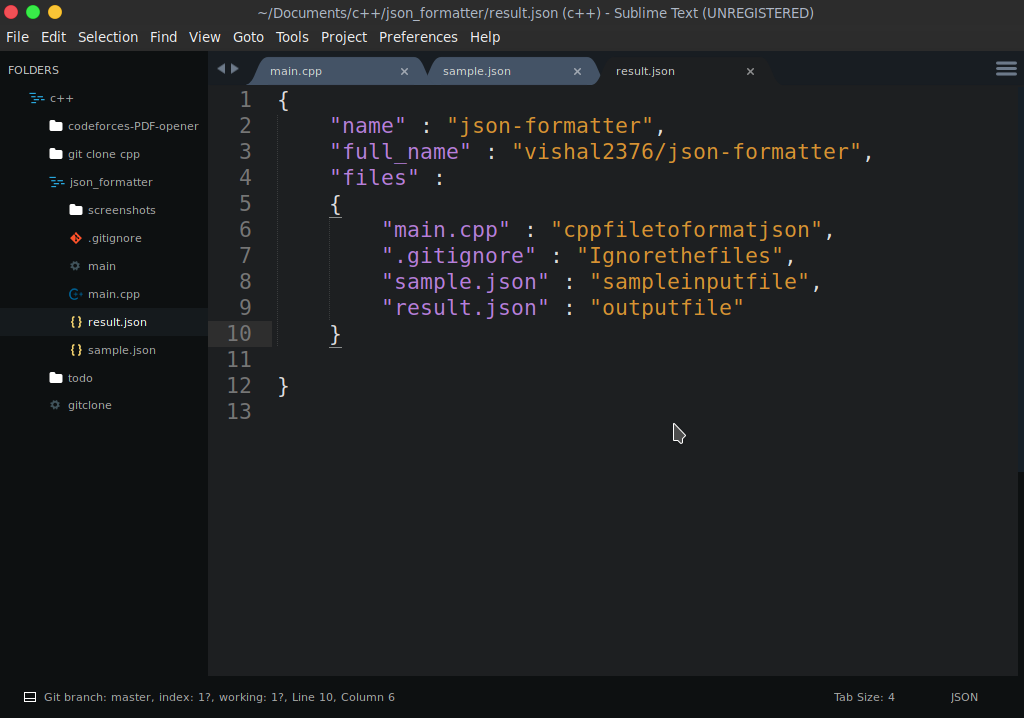 ~/Documents/c++/json_formatter/result.json (c++) - Sublime Text (UNREGISTERED)
File Edit Selection Find View Goto Tools Project Preferences Help
FOLDERS
c++
codeforces-PDF-opener
git clone cpp
json_formatter
screenshots
.gitignore
main
main.cpp
result.json
sample.json
todo
gitclone
main.cpp sample.json result.json
1 {
2     "name" : "json-formatter",
3     "full_name" : "vishal2376/json-formatter",
4     "files" :
5     {
6         "main.cpp" : "cppfiletoformatjson",
7         ".gitignore" : "Ignorethefiles",
8         "sample.json" : "sampleinputfile",
9         "result.json" : "outputfile"
10     }
11
12 }
13
Git branch: master, index: 1?, working: 1?, Line 10, Column 6 Tab Size: 4 JSON